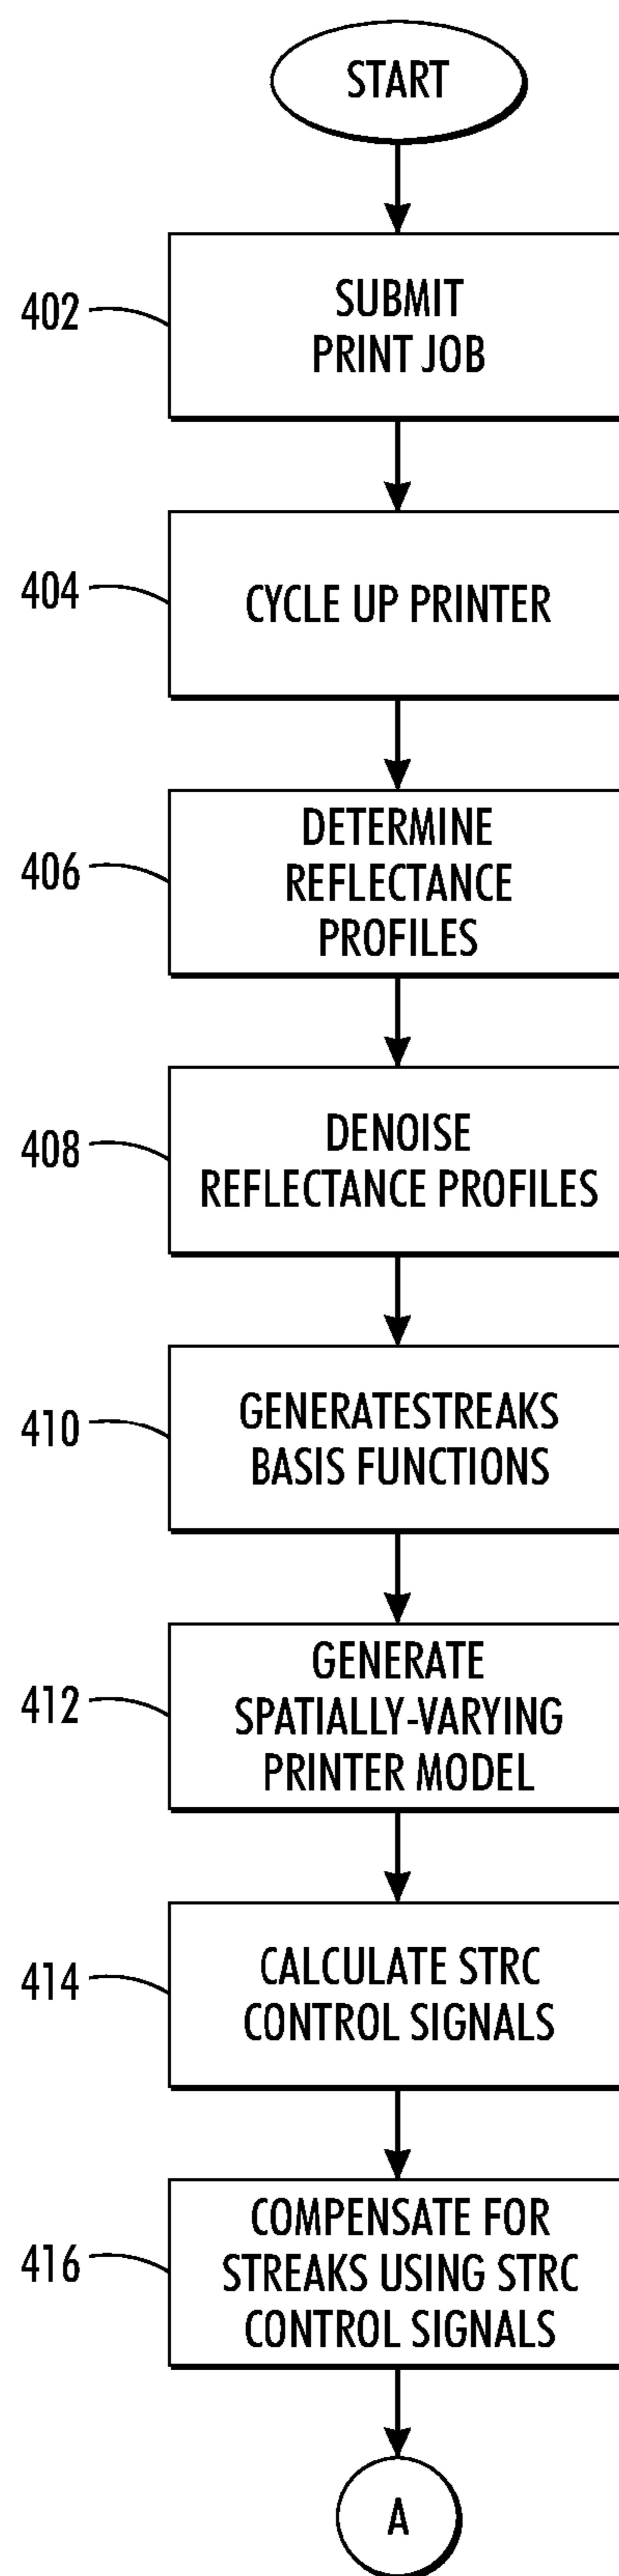 START
402
SUBMIT
PRINT JOB
404
CYCLE UP PRINTER
406
DETERMINE
REFLECTANCE
PROFILES
408
DENOISE
REFLECTANCE PROFILES
410
GENERATESTREAKS
BASIS FUNCTIONS
412
GENERATE
SPATIALLY-VARYING
PRINTER MODEL
414
CALCULATE STRC
CONTROL SIGNALS
416
COMPENSATE FOR
STREAKS USING STRC
CONTROL SIGNALS
A